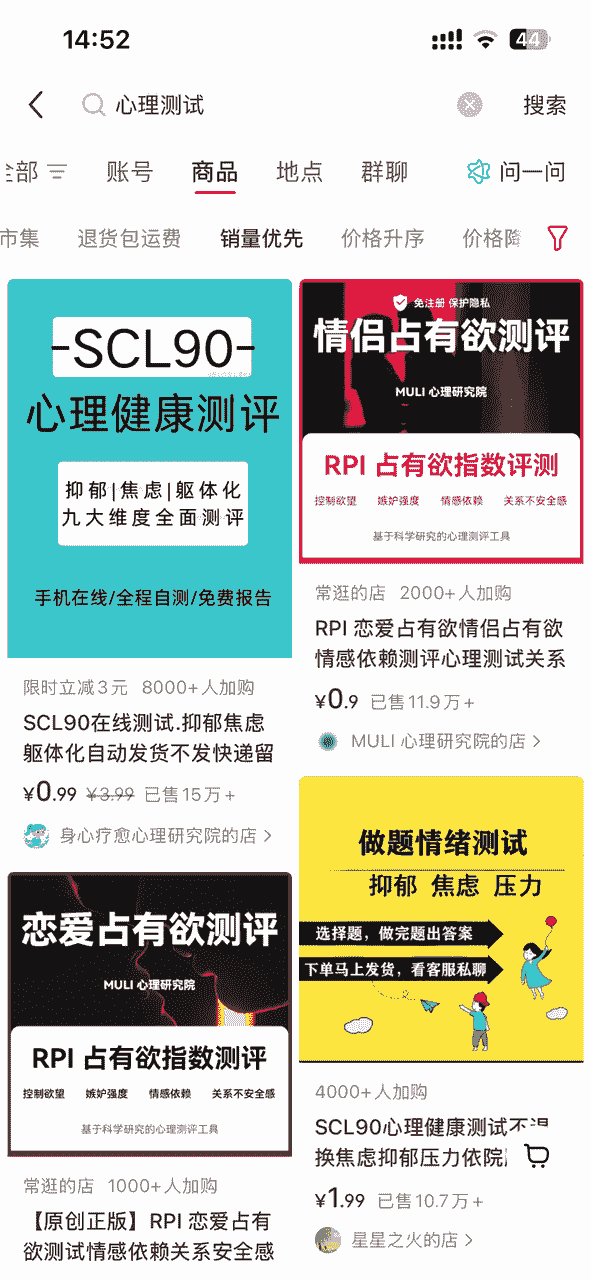 14:52
44
心理测试
搜索
全部
账号
商品
地点
群聊
问一问
市集
退货包运费
销量优先
价格升序
价格降
-SCL90-
心理健康测评
抑郁|焦虑|躯体化
九大维度全面测评
手机在线/全程自测/免费报告
限时立减3元 8000+人加购
SCL90在线测试.抑郁焦虑
躯体化自动发货不发快递留
¥0.99 ¥3.99 已售15万+
身心疗愈心理研究院的店
恋爱占有欲测评
MULI 心理研究院
RPI 占有欲指数测评
控制欲望 嫉妒强度 情感依赖 关系不安全感
基于科学研究的心理测评工具
常逛的店 1000+人加购
【原创正版】RPI 恋爱占有
欲测试情感依赖关系安全感
免注册 保护隐私
情侣占有欲测评
MULI 心理研究院
RPI 占有欲指数评测
控制欲望 嫉妒强度 情感依赖 关系不安全感
基于科学研究的心理测评工具
常逛的店 2000+人加购
RPI 恋爱占有欲情侣占有欲
情感依赖测评心理测试关系
¥0.9 已售11.9万+
MULI 心理研究院的店
做题情绪测试
抑郁 焦虑 压力
选择题，做完题出答案
下单马上发货，看客服私聊
4000+人加购
SCL90心理健康测试不退
换焦虑抑郁压力依院
¥1.99 已售10.7万+
星星之火的店